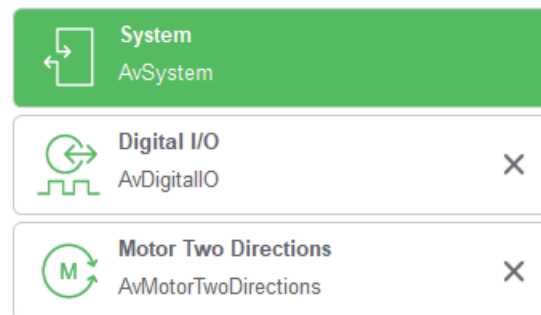 System
AvSystem
Digital I/O
AvDigitalIO
M
Motor Two Directions
AvMotorTwoDirections